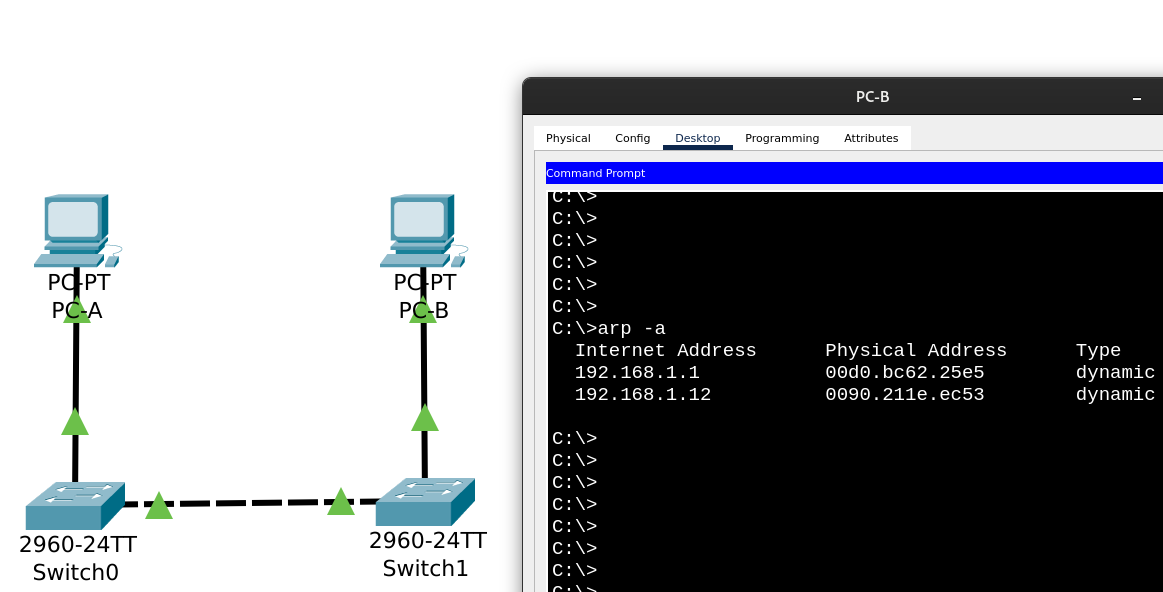 PC-PT
PC-A
PC-PT
PC-B
2960-24TT
Switch0
2960-24TT
Switch1
PC-B
Physical Config Desktop Programming Attributes
Command Prompt
C:\>
C:\>
C:\>
C:\>
C:\>
C:\>
C:\>arp -a
Internet Address Physical Address Type
192.168.1.1 00d0.bc62.25e5 dynamic
192.168.1.12 0090.211e.ec53 dynamic
C:\>
C:\>
C:\>
C:\>
C:\>
C:\>
C:\>
C:\>